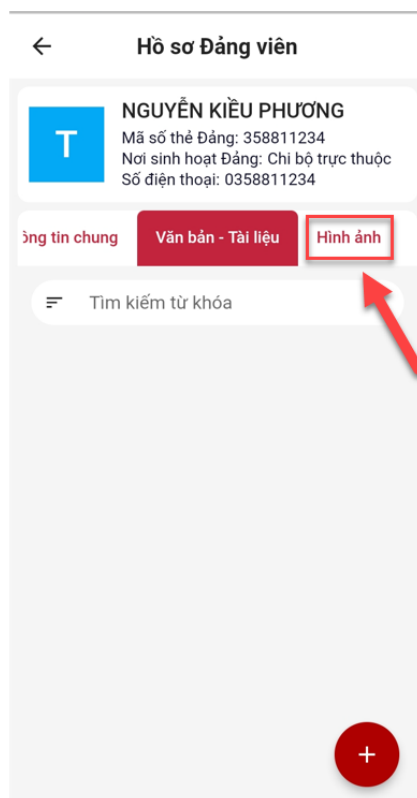 Hồ sơ Đảng viên
T
NGUYỄN KIỀU PHƯƠNG
Mã số thẻ Đảng: 358811234
Nơi sinh hoạt Đảng: Chi bộ trực thuộc
Số điện thoại: 0358811234
ông tin chung
Văn bản - Tài liệu
Hình ảnh
Tìm kiếm từ khóa